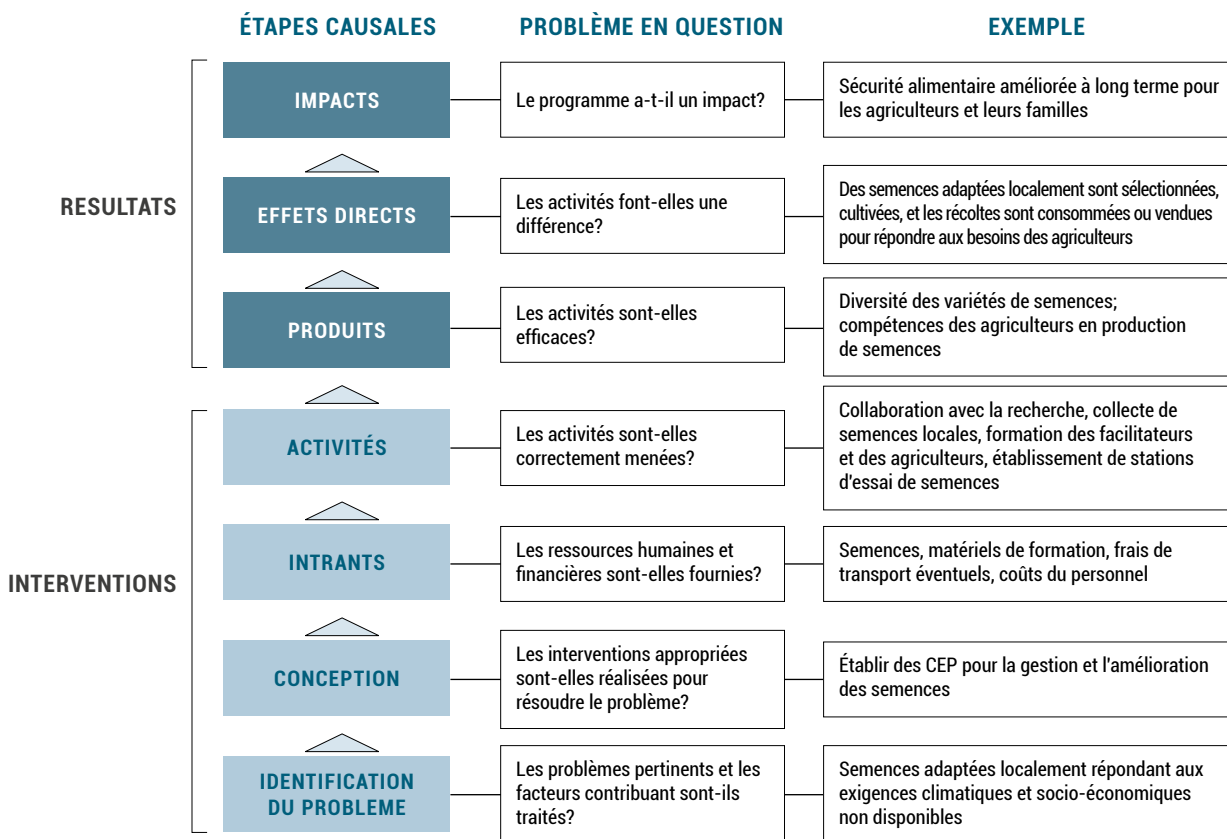 ÉTAPES CAUSALES
PROBLÈME EN QUESTION
EXEMPLE
RESULTATS
IMPACTS
Le programme a-t-il un impact?
Sécurité alimentaire améliorée à long terme pour
les agriculteurs et leurs familles
EFFETS DIRECTS
Les activités font-elles une
différence?
Des semences adaptées localement sont sélectionnées,
cultivées, et les récoltes sont consommées ou vendues
pour répondre aux besoins des agriculteurs
PRODUITS
Les activités sont-elles
efficaces?
Diversité des variétés de semences;
compétences des agriculteurs en production
de semences
INTERVENTIONS
ACTIVITÉS
Les activités sont-elles
correctement menées?
Collaboration avec la recherche, collecte de
semences locales, formation des facilitateurs
et des agriculteurs, établissement de stations
d'essai de semences
INTRANTS
Les ressources humaines et
financières sont-elles fournies?
Semences, matériels de formation, frais de
transport éventuels, coûts du personnel
CONCEPTION
Les interventions appropriées
sont-elles réalisées pour
résoudre le problème?
Établir des CEP pour la gestion et l'amélioration
des semences
IDENTIFICATION
DU PROBLEME
Les problèmes pertinents et les
facteurs contribuant sont-ils
traités?
Semences adaptées localement répondant aux
exigences climatiques et socio-économiques
non disponibles